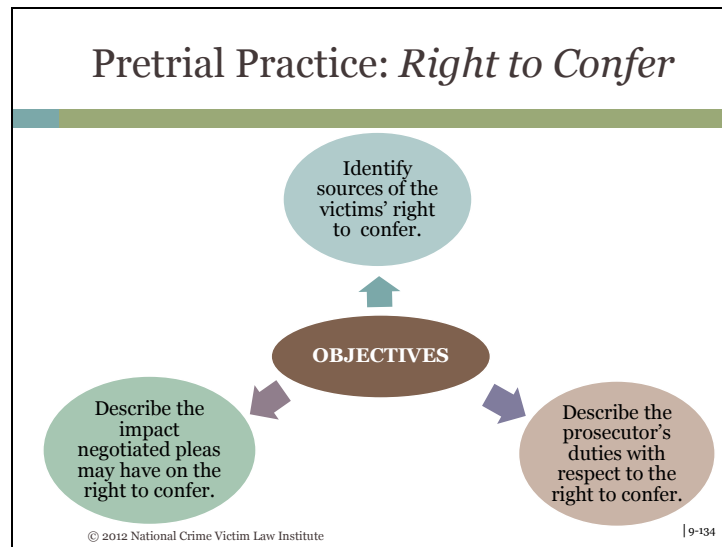 Pretrial Practice: Right to Confer
Identify
sources of the
victims' right
to confer.
OBJECTIVES
Describe the
impact
negotiated pleas
may have on the
right to confer.
Describe the
prosecutor's
duties with
respect to the
right to confer.
© 2012 National Crime Victim Law Institute
|9-134